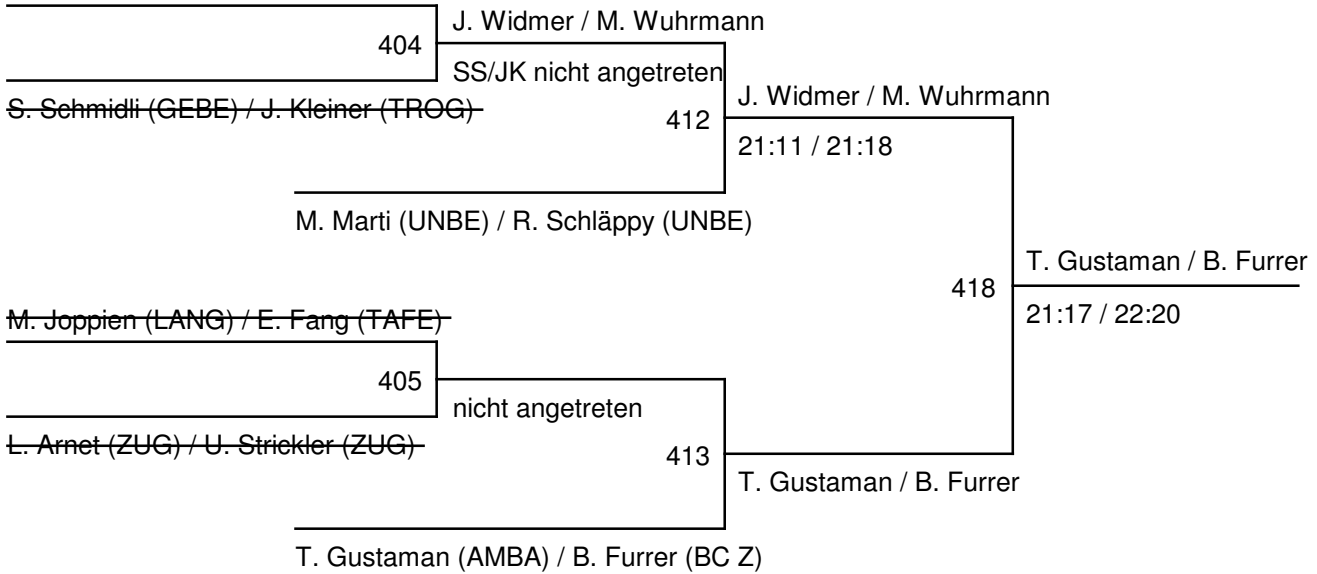 J. Widmer / M. Wuhrmann
404
SS/JK nicht angetreten
S. Schmidli (GEBE) / J. Kleiner (TROG)
J. Widmer / M. Wuhrmann
412
21:11 / 21:18
M. Marti (UNBE) / R. Schläppy (UNBE)
T. Gustaman / B. Furrer
418
21:17 / 22:20
M. Joppien (LANG) / E. Fang (TAFE)
405
nicht angetreten
L. Arnet (ZUG) / U. Strickler (ZUG)
413
T. Gustaman / B. Furrer
T. Gustaman (AMBA) / B. Furrer (BC Z)